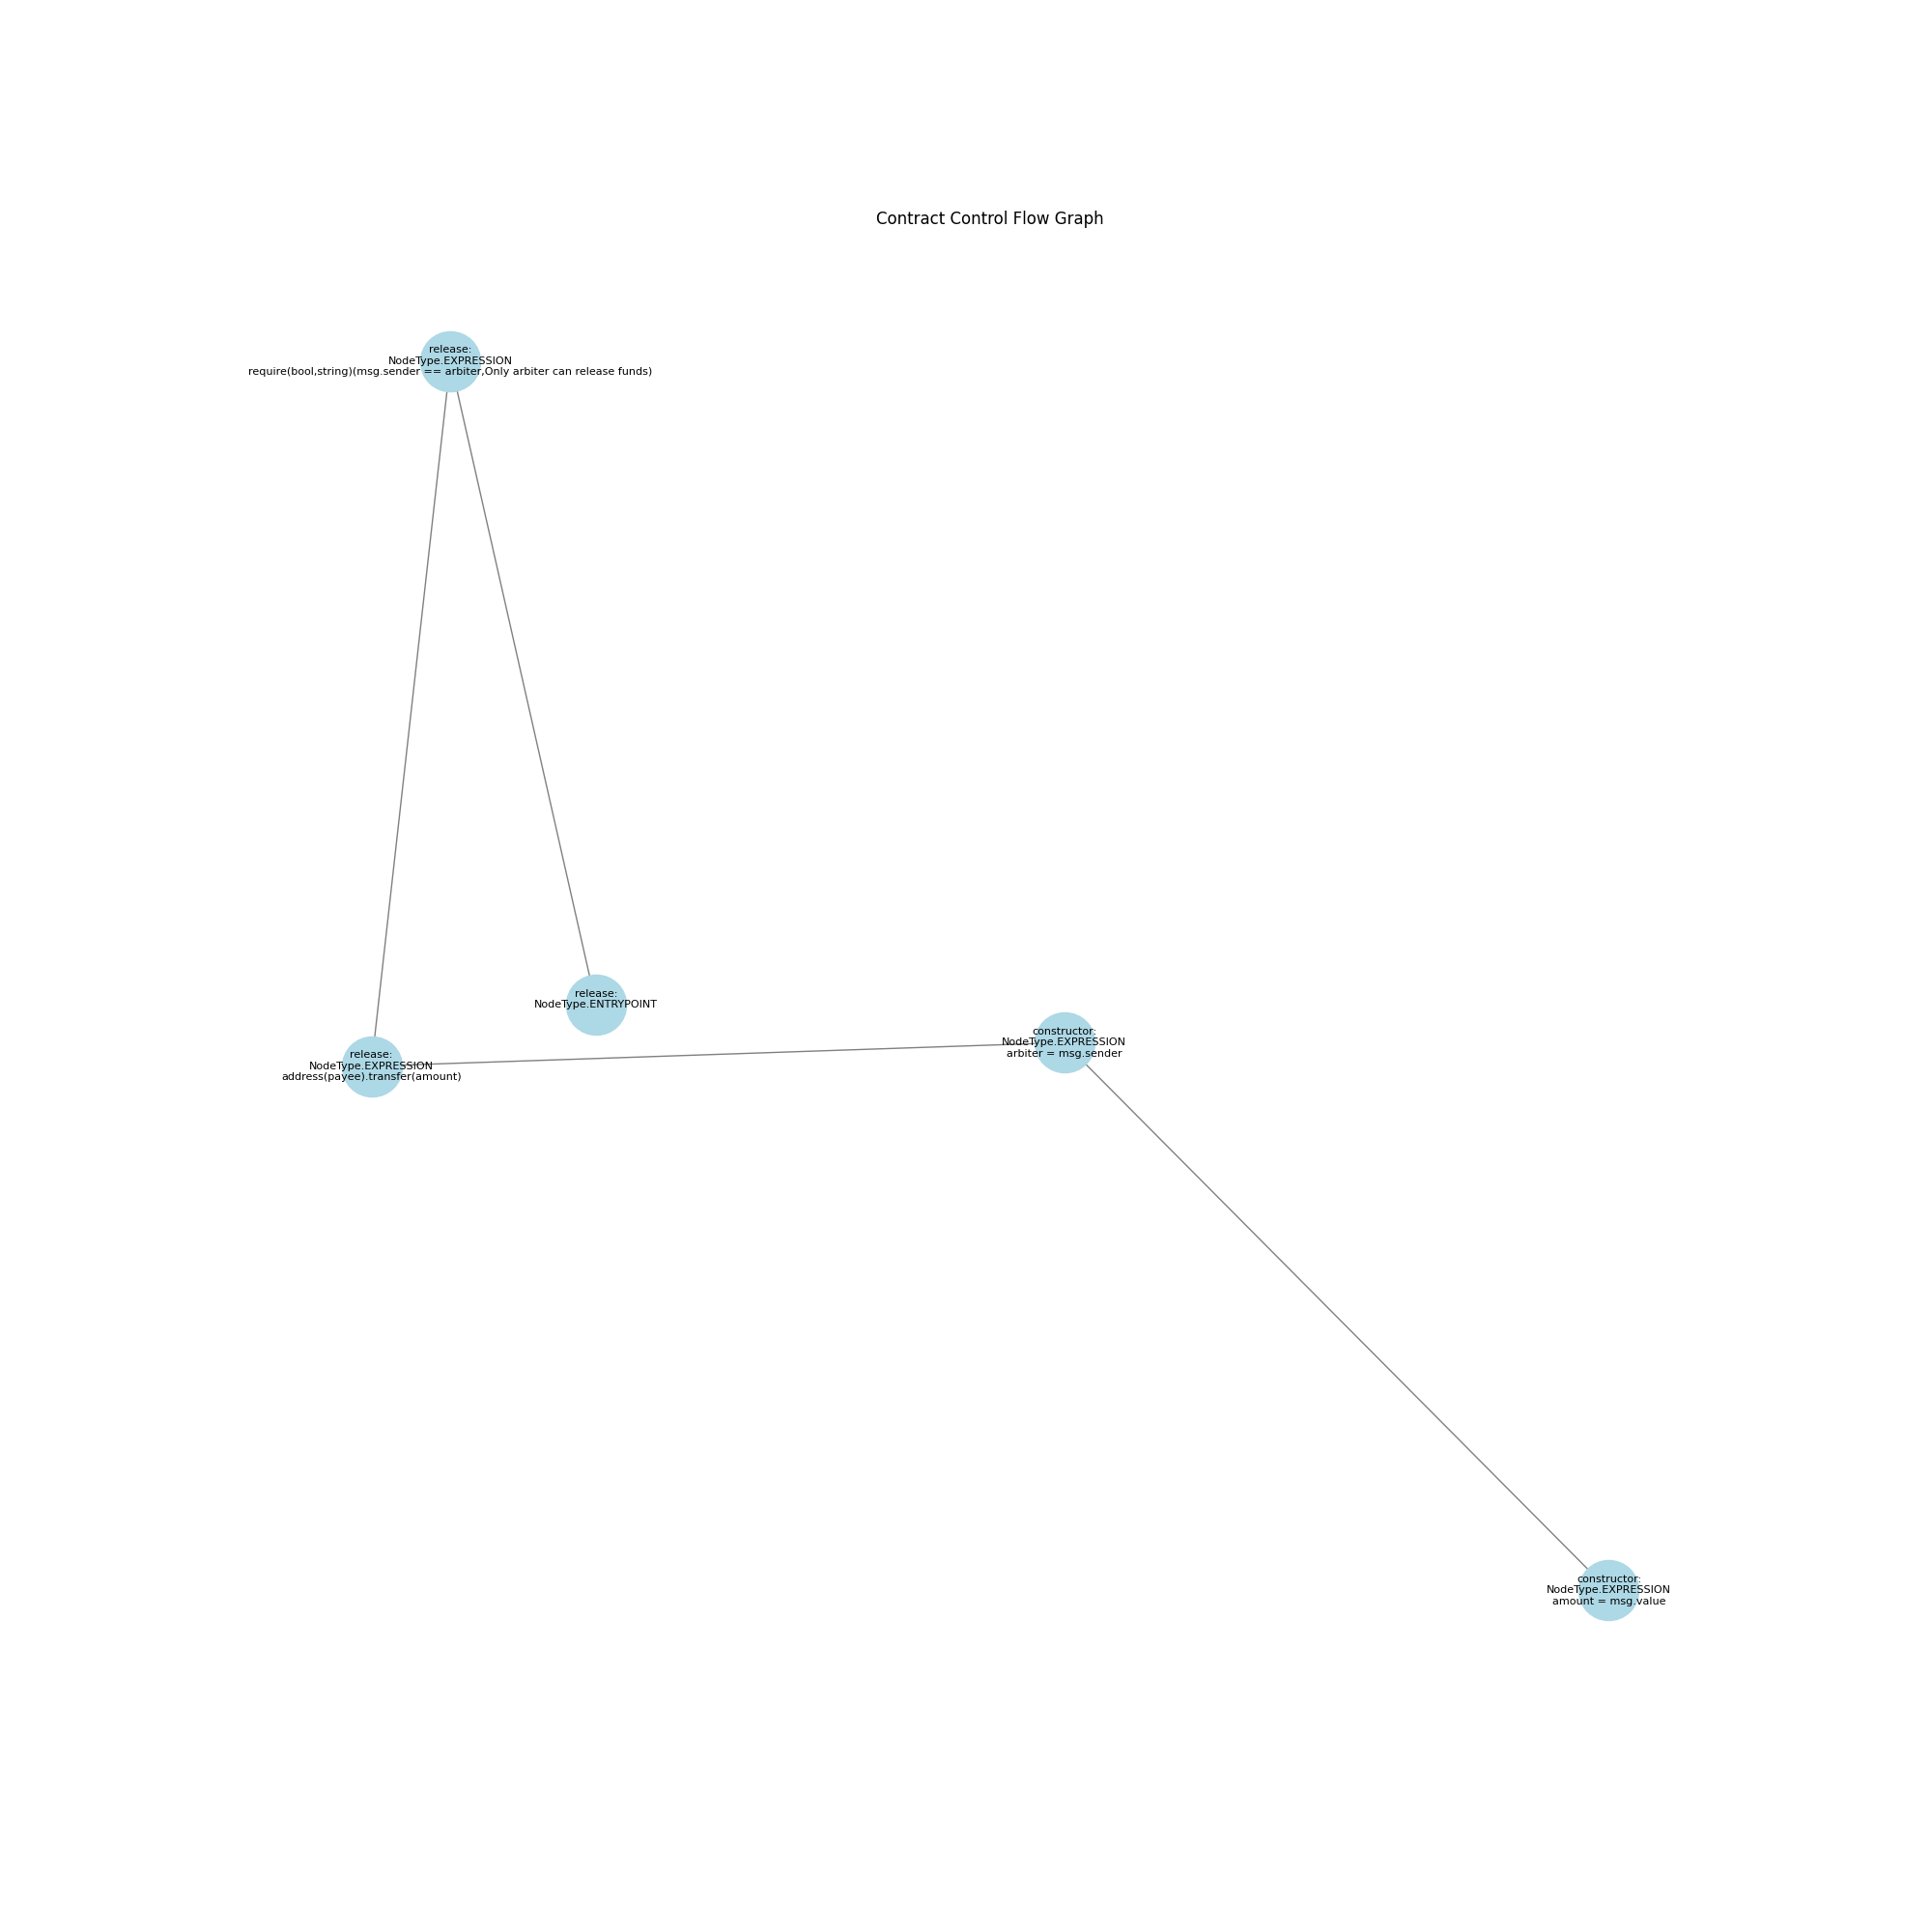 Contract Control Flow Graph
release:
NodeType.EXPRESSION
require(bool,string)(msg.sender == arbiter,Only arbiter can release funds)
release:
NodeType.ENTRYPOINT
constructor:
NodeType.EXPRESSION
arbiter = msg.sender
release:
NodeType.EXPRESSION
address(payee).transfer(amount)
constructor:
NodeType.EXPRESSION
amount = msg.value